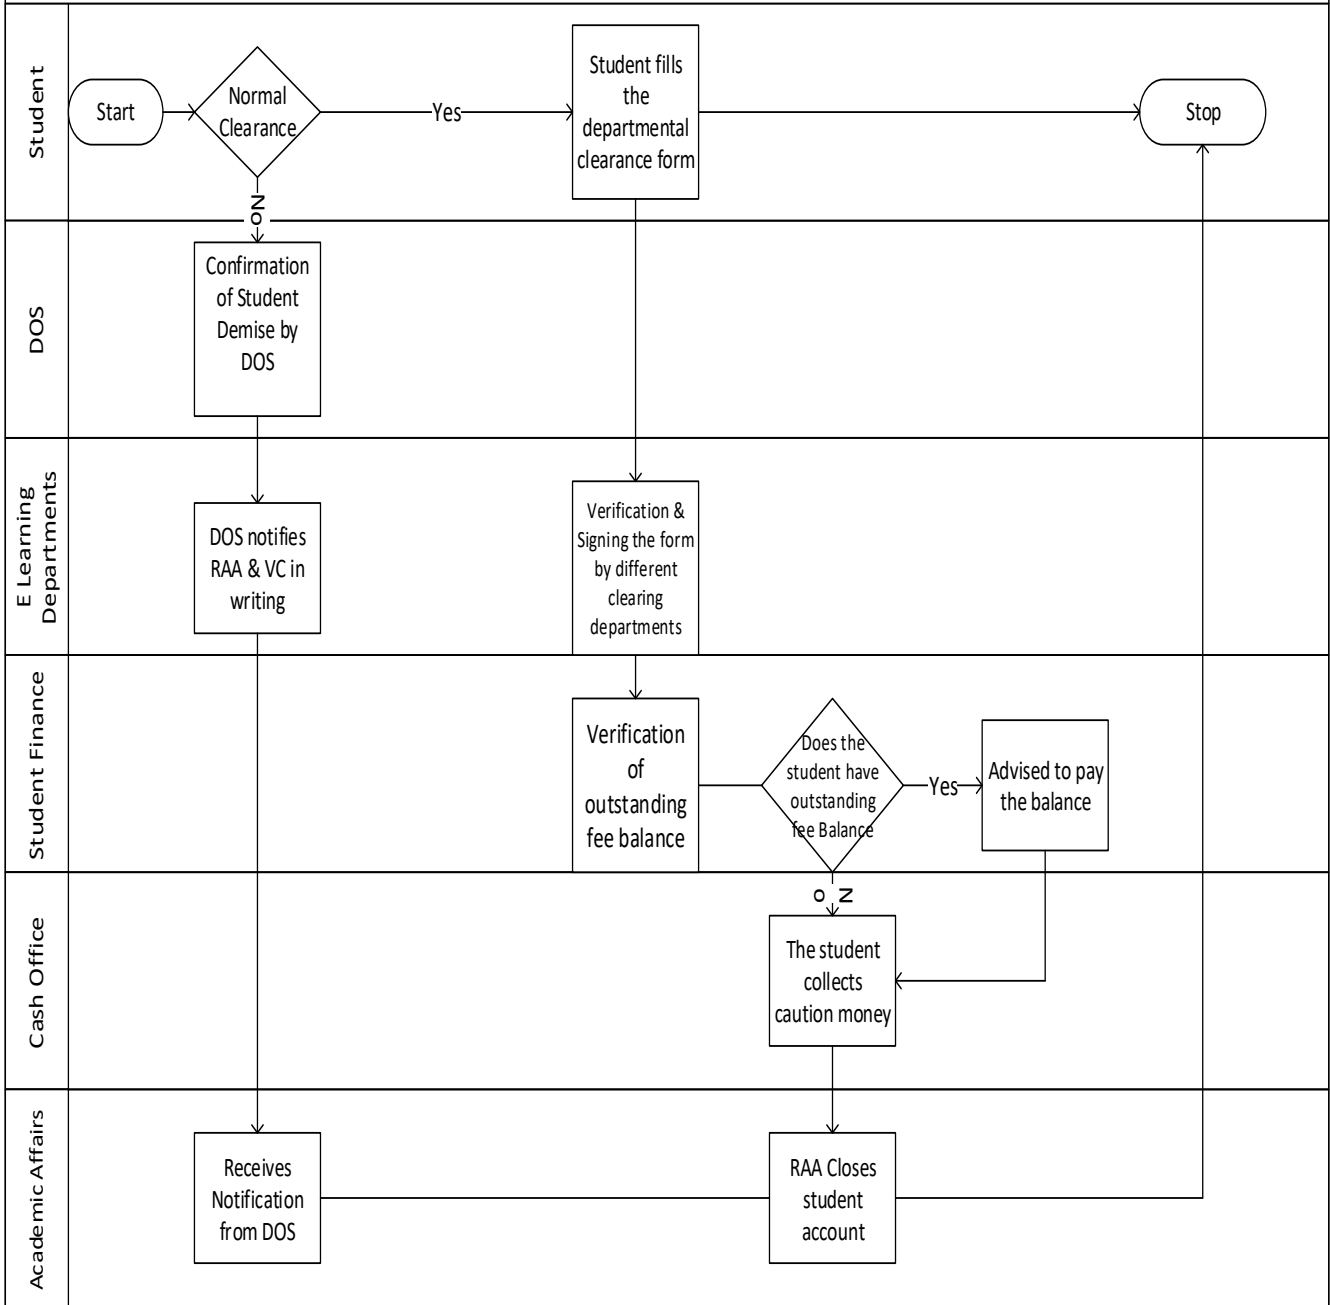 Student
Start
Normal
Clearance
Yes
Student fills
the
departmental
clearance form
Stop
No
DOS
Confirmation
of Student
Demise by
DOS
E Learning
Departments
DOS notifies
RAA & VC in
writing
Verification &
Signing the form
by different
clearing
departments
Student Finance
Verification
of
outstanding
fee balance
Does the
student have
outstanding
fee Balance
Yes
Advised to pay
the balance
N
o
Cash Office
The student
collects
caution money
Academic Affairs
Receives
Notification
from DOS
RAA Closes
student
account